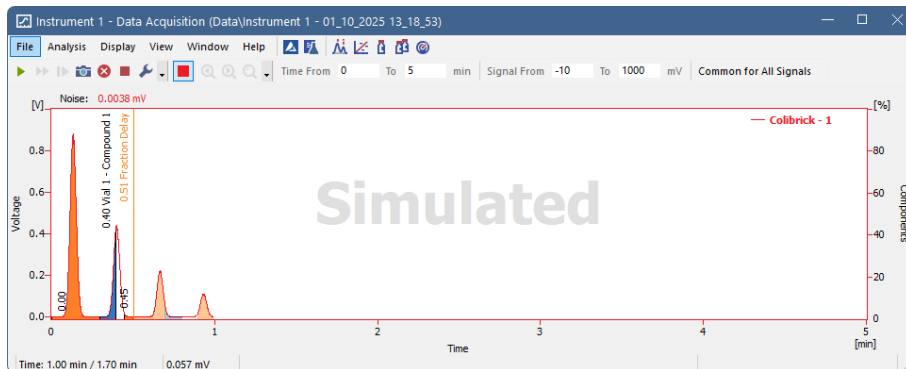 Instrument 1 - Data Acquisition (Data\Instrument 1 - 01_10_2025 13_18_53)
File Analysis Display View Window Help
Time From 0 To 5 min Signal From -10 To 1000 mV Common for All Signals
Noise: 0.0038 mV
[V] [%]
Colibrick - 1
0.40 Vial 1 - Compound 1
0.51 Fraction Delay
0.8 80
0.6 60
0.4 40
0.2 20
0.0 0
Voltage
Components
Simulated
0.00
0.45
0 1 2 3 4 5
Time [min]
Time: 1.00 min / 1.70 min 0.057 mV